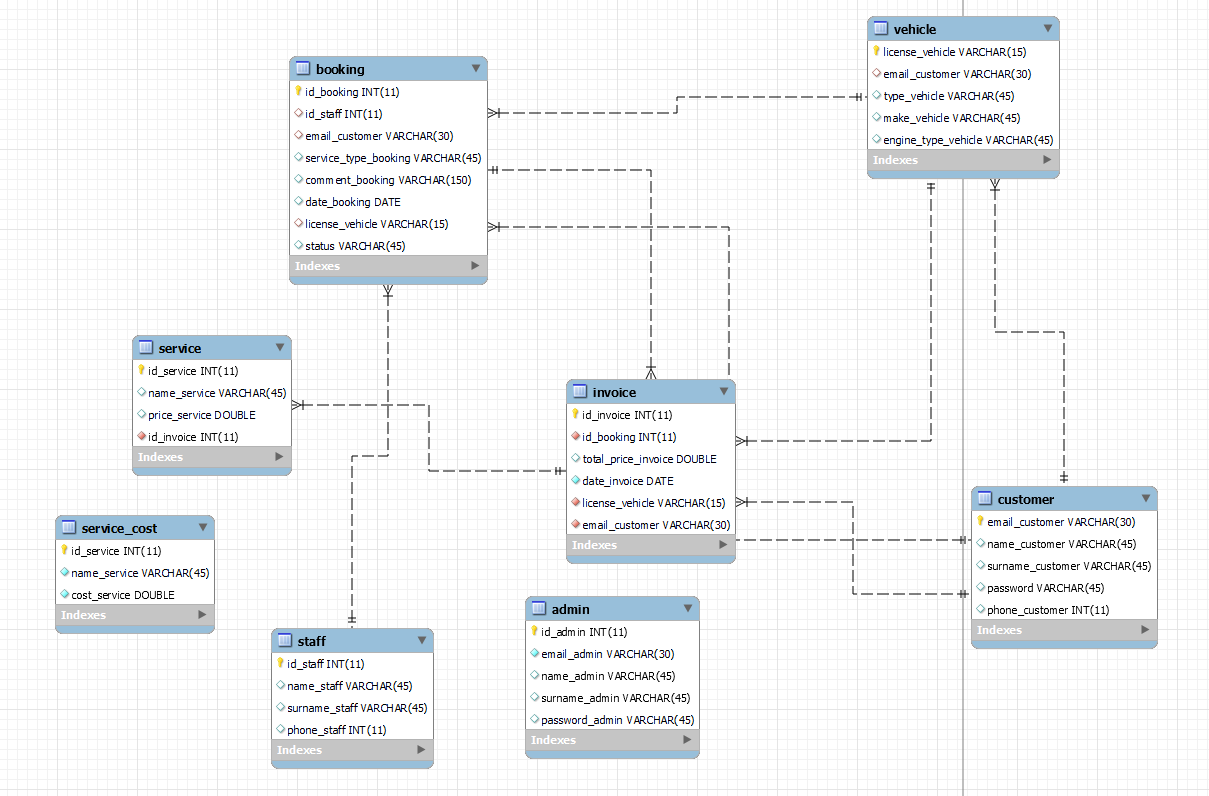 vehicle
license_vehicle VARCHAR(15)
email_customer VARCHAR(30)
type_vehicle VARCHAR(45)
make_vehicle VARCHAR(45)
engine_type_vehicle VARCHAR(45)
Indexes
booking
id_booking INT(11)
id_staff INT(11)
email_customer VARCHAR(30)
service_type_booking VARCHAR(45)
comment_booking VARCHAR(150)
date_booking DATE
license_vehicle VARCHAR(15)
status VARCHAR(45)
Indexes
service
id_service INT(11)
name_service VARCHAR(45)
price_service DOUBLE
id_invoice INT(11)
Indexes
invoice
id_invoice INT(11)
id_booking INT(11)
total_price_invoice DOUBLE
date_invoice DATE
license_vehicle VARCHAR(15)
email_customer VARCHAR(30)
Indexes
customer
email_customer VARCHAR(30)
name_customer VARCHAR(45)
surname_customer VARCHAR(45)
password VARCHAR(45)
phone_customer INT(11)
Indexes
service_cost
id_service INT(11)
name_service VARCHAR(45)
cost_service DOUBLE
Indexes
admin
id_admin INT(11)
email_admin VARCHAR(30)
name_admin VARCHAR(45)
surname_admin VARCHAR(45)
password_admin VARCHAR(45)
Indexes
staff
id_staff INT(11)
name_staff VARCHAR(45)
surname_staff VARCHAR(45)
phone_staff INT(11)
Indexes